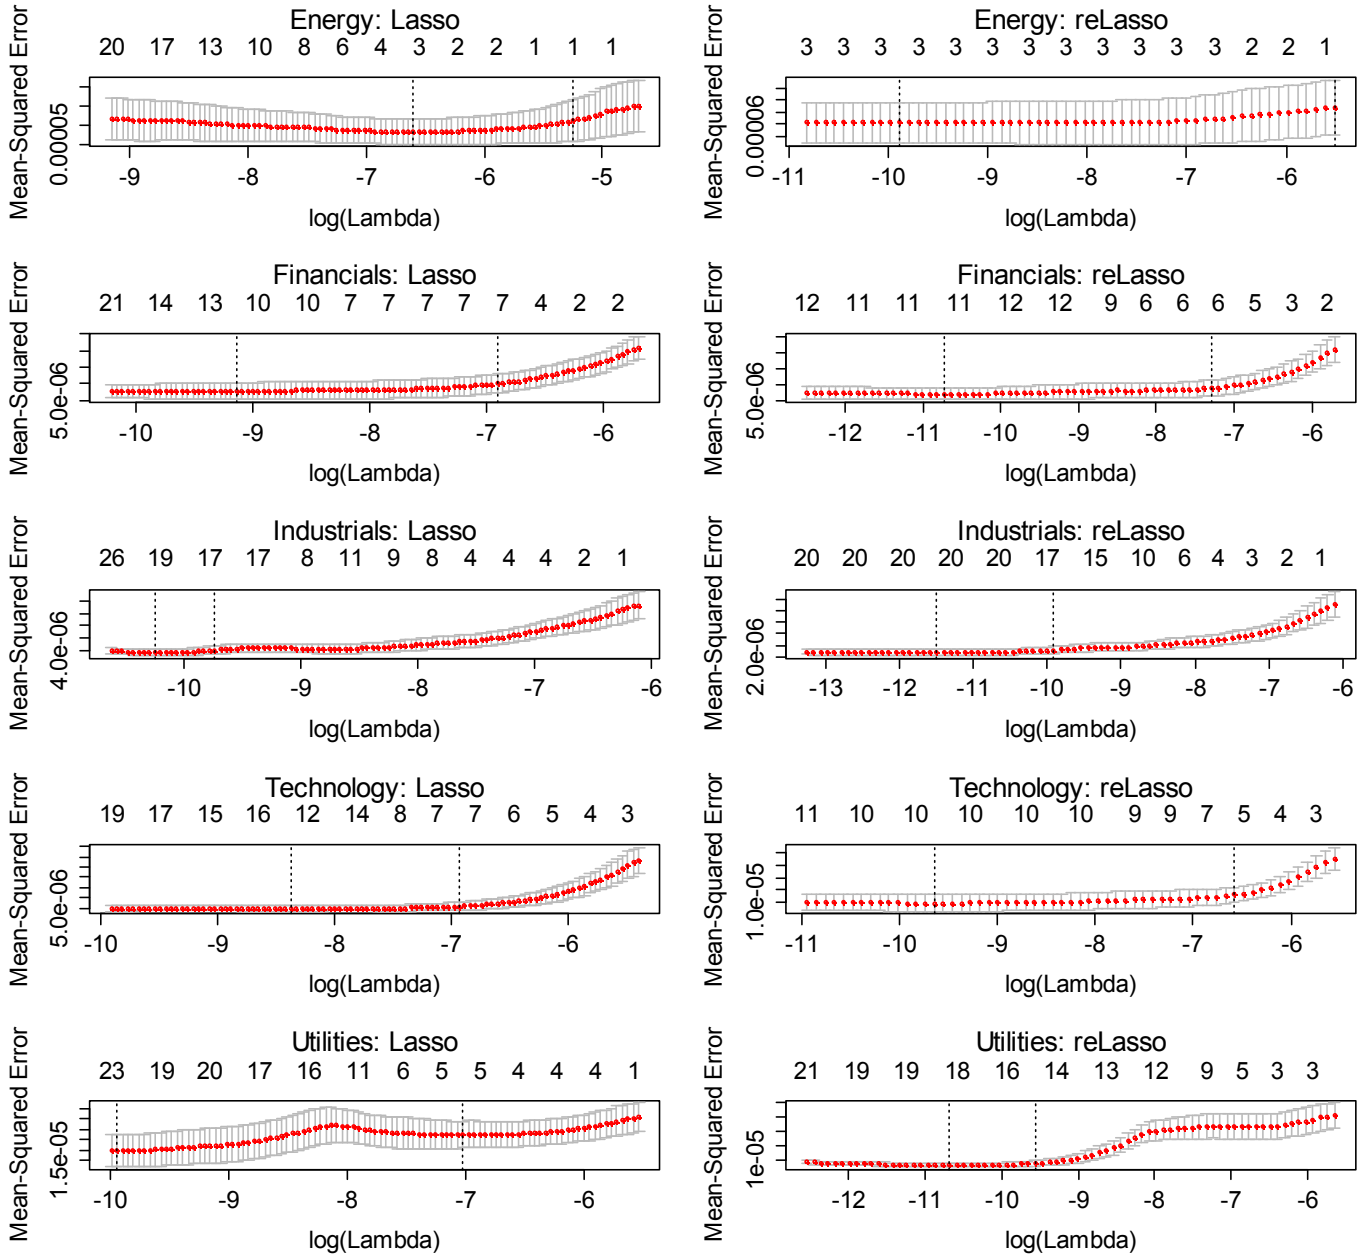 Energy: Lasso
20 17 13 10 8 6 4 3 2 2 1 1 1
Mean-Squared Error
0.00005
-9 -8 -7 -6 -5
log(Lambda)
Energy: reLasso
3 3 3 3 3 3 3 3 3 3 3 3 2 2 1
Mean-Squared Error
0.00006
-11 -10 -9 -8 -7 -6
log(Lambda)
Financials: Lasso
21 14 13 10 10 7 7 7 7 7 4 2 2
Mean-Squared Error
5.0e-06
-10 -9 -8 -7 -6
log(Lambda)
Financials: reLasso
12 11 11 11 12 12 9 6 6 6 5 3 2
Mean-Squared Error
5.0e-06
-12 -11 -10 -9 -8 -7 -6
log(Lambda)
Industrials: Lasso
26 19 17 17 8 11 9 8 4 4 4 2 1
Mean-Squared Error
4.0e-06
-10 -9 -8 -7 -6
log(Lambda)
Industrials: reLasso
20 20 20 20 20 17 15 10 6 4 3 2 1
Mean-Squared Error
2.0e-06
-13 -12 -11 -10 -9 -8 -7 -6
log(Lambda)
Technology: Lasso
19 17 15 16 12 14 8 7 7 6 5 4 3
Mean-Squared Error
5.0e-06
-10 -9 -8 -7 -6
log(Lambda)
Technology: reLasso
11 10 10 10 10 10 9 9 7 5 4 3
Mean-Squared Error
1.0e-05
-11 -10 -9 -8 -7 -6
log(Lambda)
Utilities: Lasso
23 19 20 17 16 11 6 5 5 4 4 4 1
Mean-Squared Error
1.5e-05
-10 -9 -8 -7 -6
log(Lambda)
Utilities: reLasso
21 19 19 18 16 14 13 12 9 5 3 3
Mean-Squared Error
1e-05
-12 -11 -10 -9 -8 -7 -6
log(Lambda)